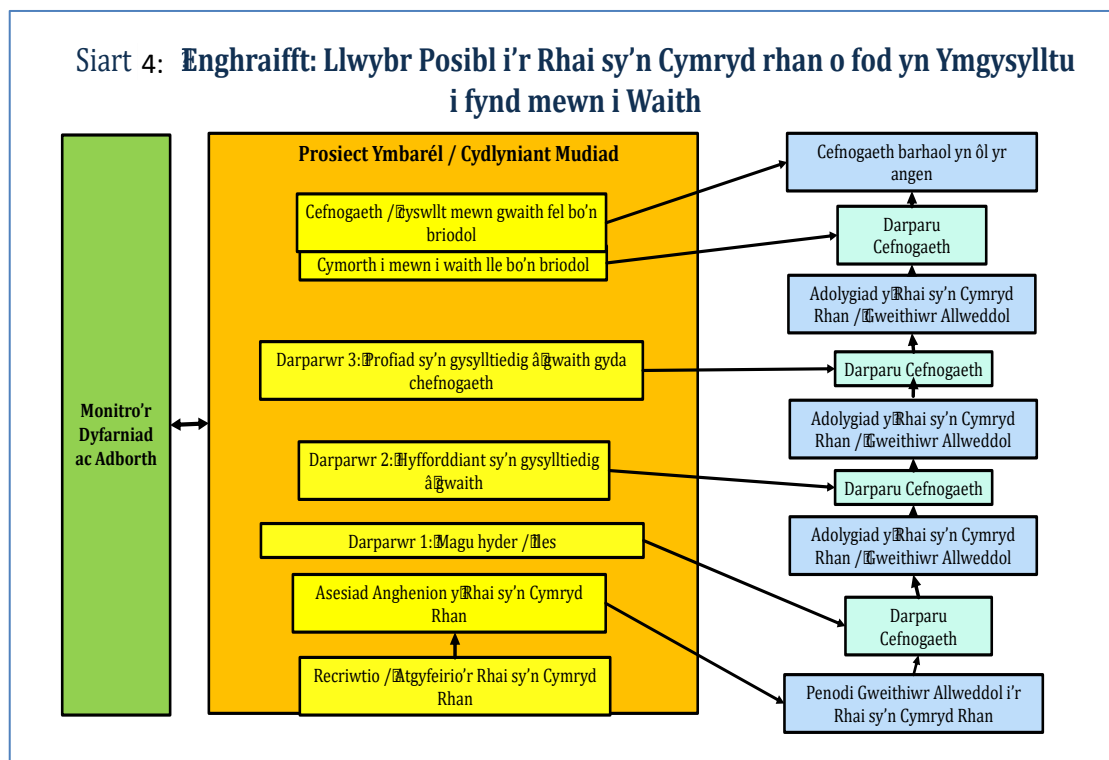 Siart 4: Enghraifft: Llwybr Posibl i'r Rhai sy'n Cymryd rhan o fod yn Ymgysylltu
i fynd mewn i Waith
Monitro'r
Dyfarniad
ac Adborth
Prosiect Ymbarél / Cydlyniant Mudiad
Cefnogaeth / cyswllt mewn gwaith fel bo'n
briodol
Cymorth i mewn i waith lle bo'n briodol
Darparwr 3: Profiad sy'n gysylltiedig â gwaith gyda
chefnogaeth
Darparwr 2: Hyfforddiant sy'n gysylltiedig
â gwaith
Darparwr 1: Magu hyder / lles
Asesiad Anghenion y Rhai sy'n Cymryd
Rhan
Recriwtio / Atgyfeirio'r Rhai sy'n Cymryd
Rhan
Cefnogaeth barhaol yn ôl yr
angen
Darparu
Cefnogaeth
Adolygiad y Rhai sy'n Cymryd
Rhan / Gweithiwr Allweddol
Darparu Cefnogaeth
Adolygiad y Rhai sy'n Cymryd
Rhan / Gweithiwr Allweddol
Darparu Cefnogaeth
Adolygiad y Rhai sy'n Cymryd
Rhan / Gweithiwr Allweddol
Darparu
Cefnogaeth
Penodi Gweithiwr Allweddol i'r
Rhai sy'n Cymryd Rhan